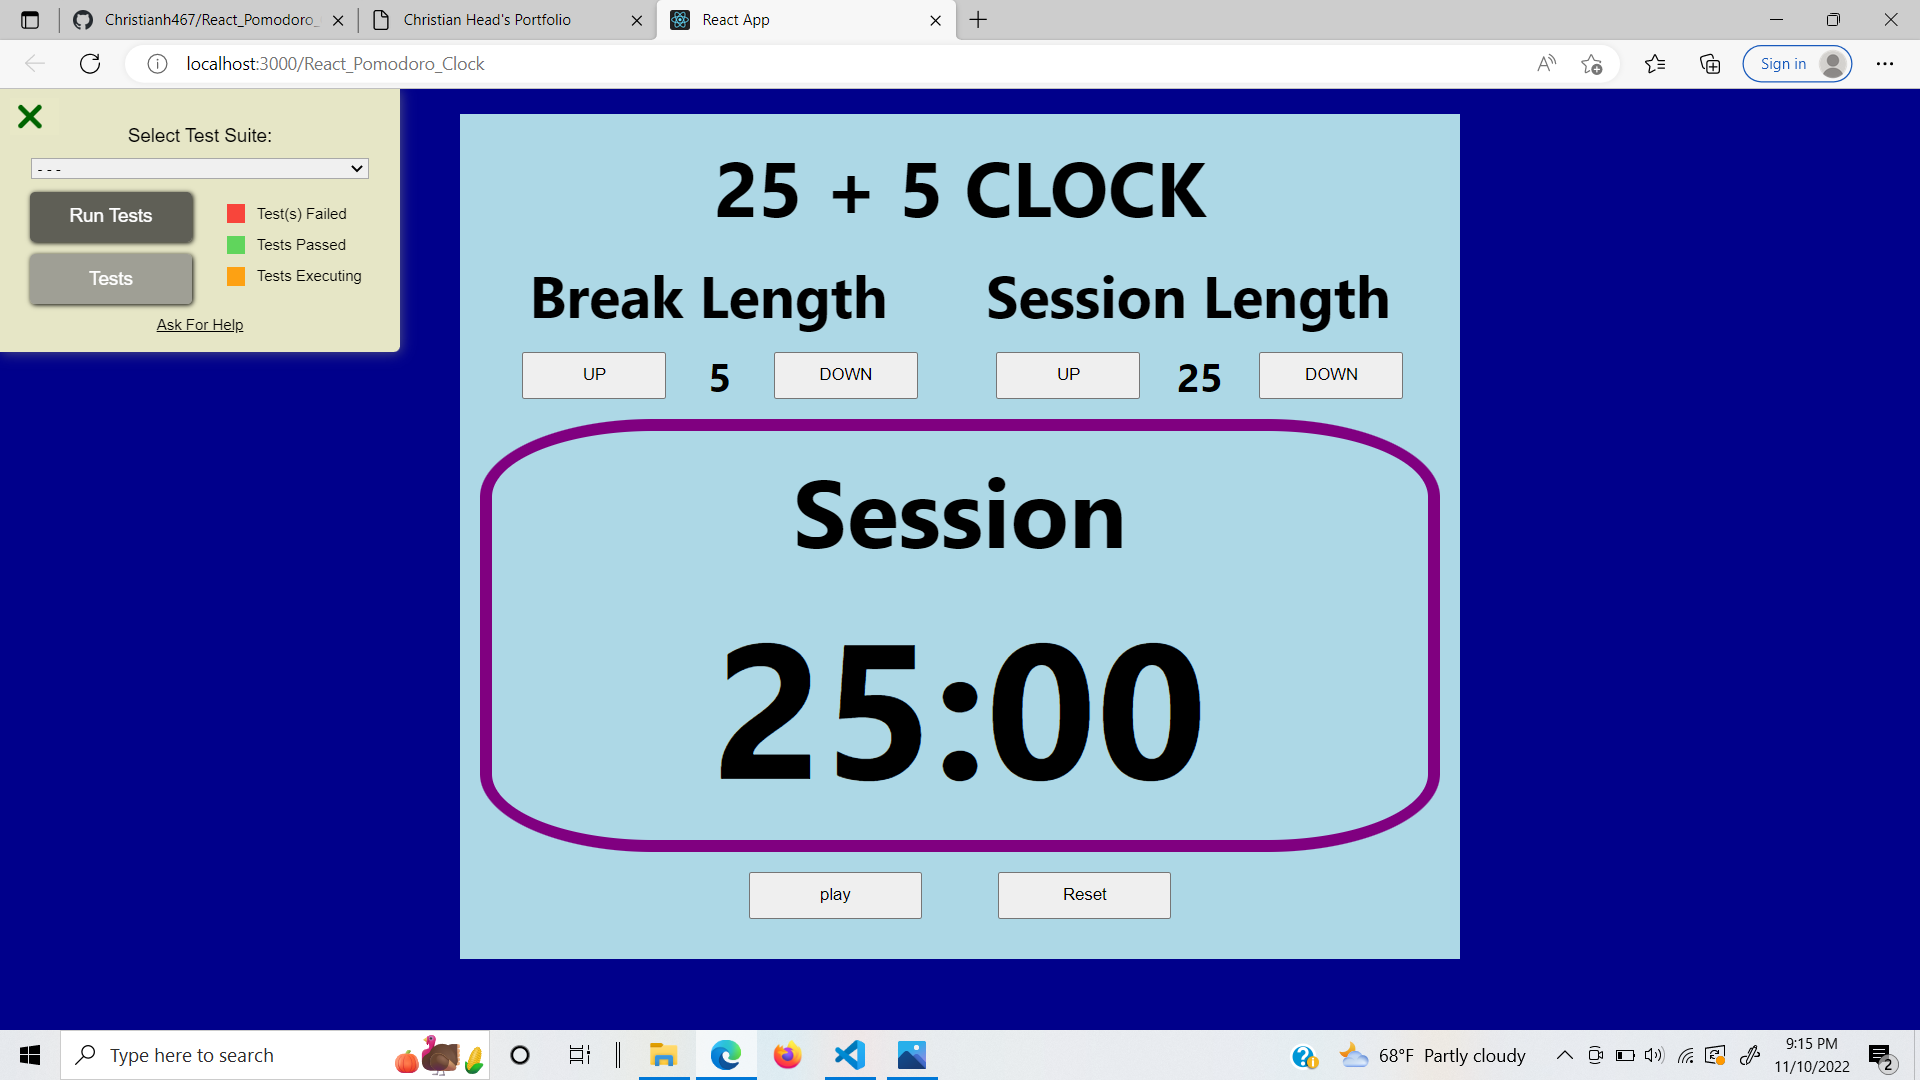 Christianh467/React_Pomodoro_
Christian Head's Portfolio
React App
localhost:3000/React_Pomodoro_Clock
Sign in
Select Test Suite:
- - -
Run Tests
Tests
Test(s) Failed
Tests Passed
Tests Executing
Ask For Help
25 + 5 CLOCK
Break Length
Session Length
UP 5 DOWN
UP 25 DOWN
Session
25:00
play
Reset
Type here to search
68°F Partly cloudy
9:15 PM
11/10/2022
2